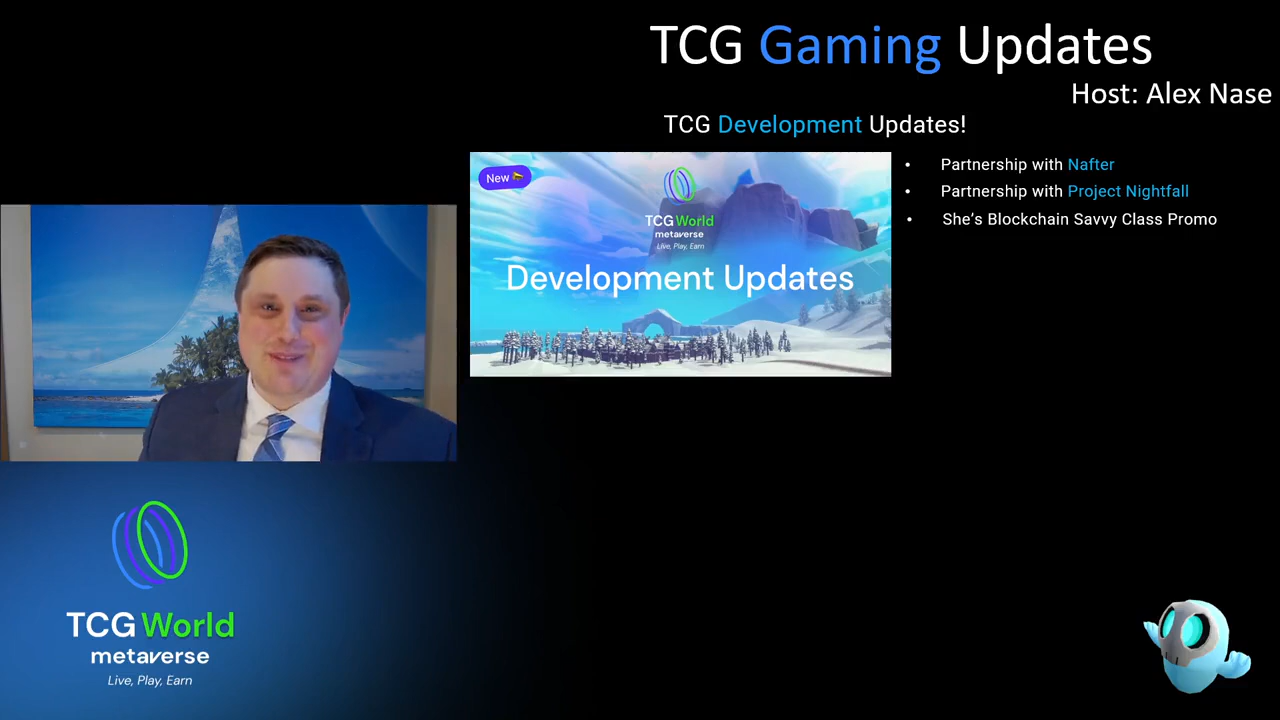 TCG Gaming Updates
Host: Alex Nase
TCG Development Updates!
New
TCG World
metaverse
Live, Play, Earn
Development Updates
• Partnership with Nafter
• Partnership with Project Nightfall
• She's Blockchain Savvy Class Promo
TCG World
metaverse
Live, Play, Earn